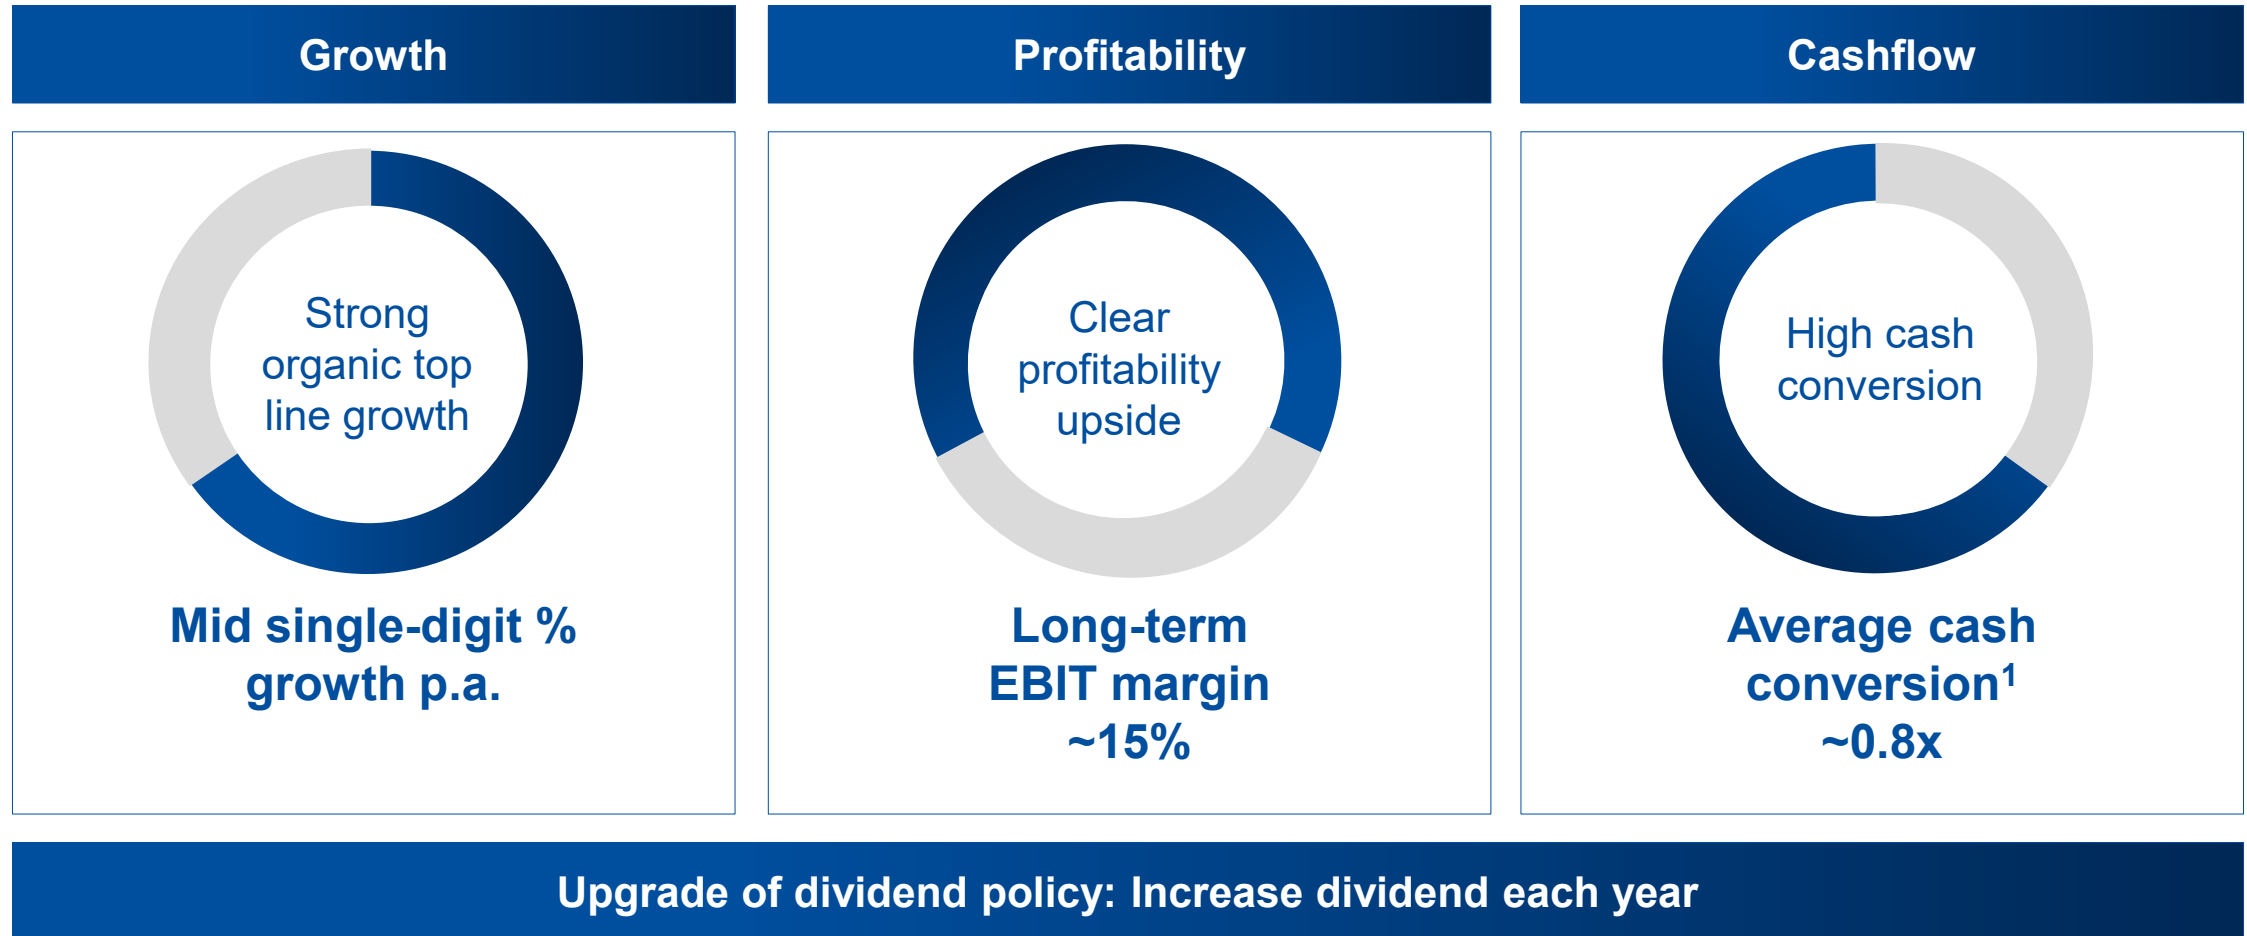 Growth
Strong
organic top
line growth
Mid single-digit %
growth p.a.
Profitability
Clear
profitability
upside
Long-term
EBIT margin
~15%
Cashflow
High cash
conversion
Average cash
conversion¹
~0.8x
Upgrade of dividend policy: Increase dividend each year